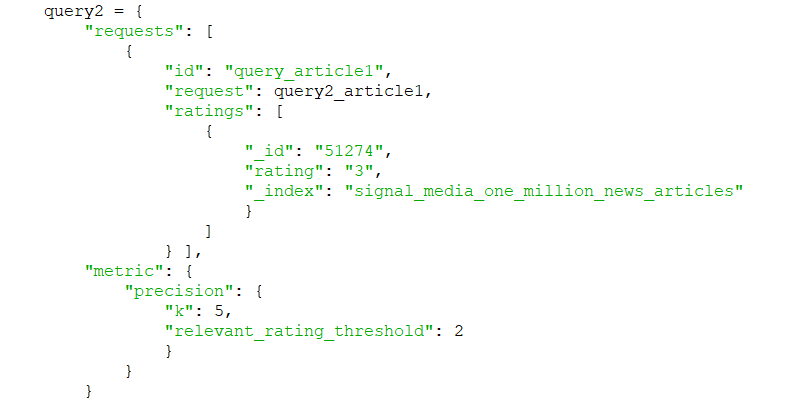 query2 = {
"requests": [
{
"id": "query_article1",
"request": query2_article1,
"ratings": [
{
"_id": "51274",
"rating": "3",
"_index": "signal_media_one_million_news_articles"
}
]
} ],
"metric": {
"precision": {
"k": 5,
"relevant_rating_threshold": 2
}
}
}